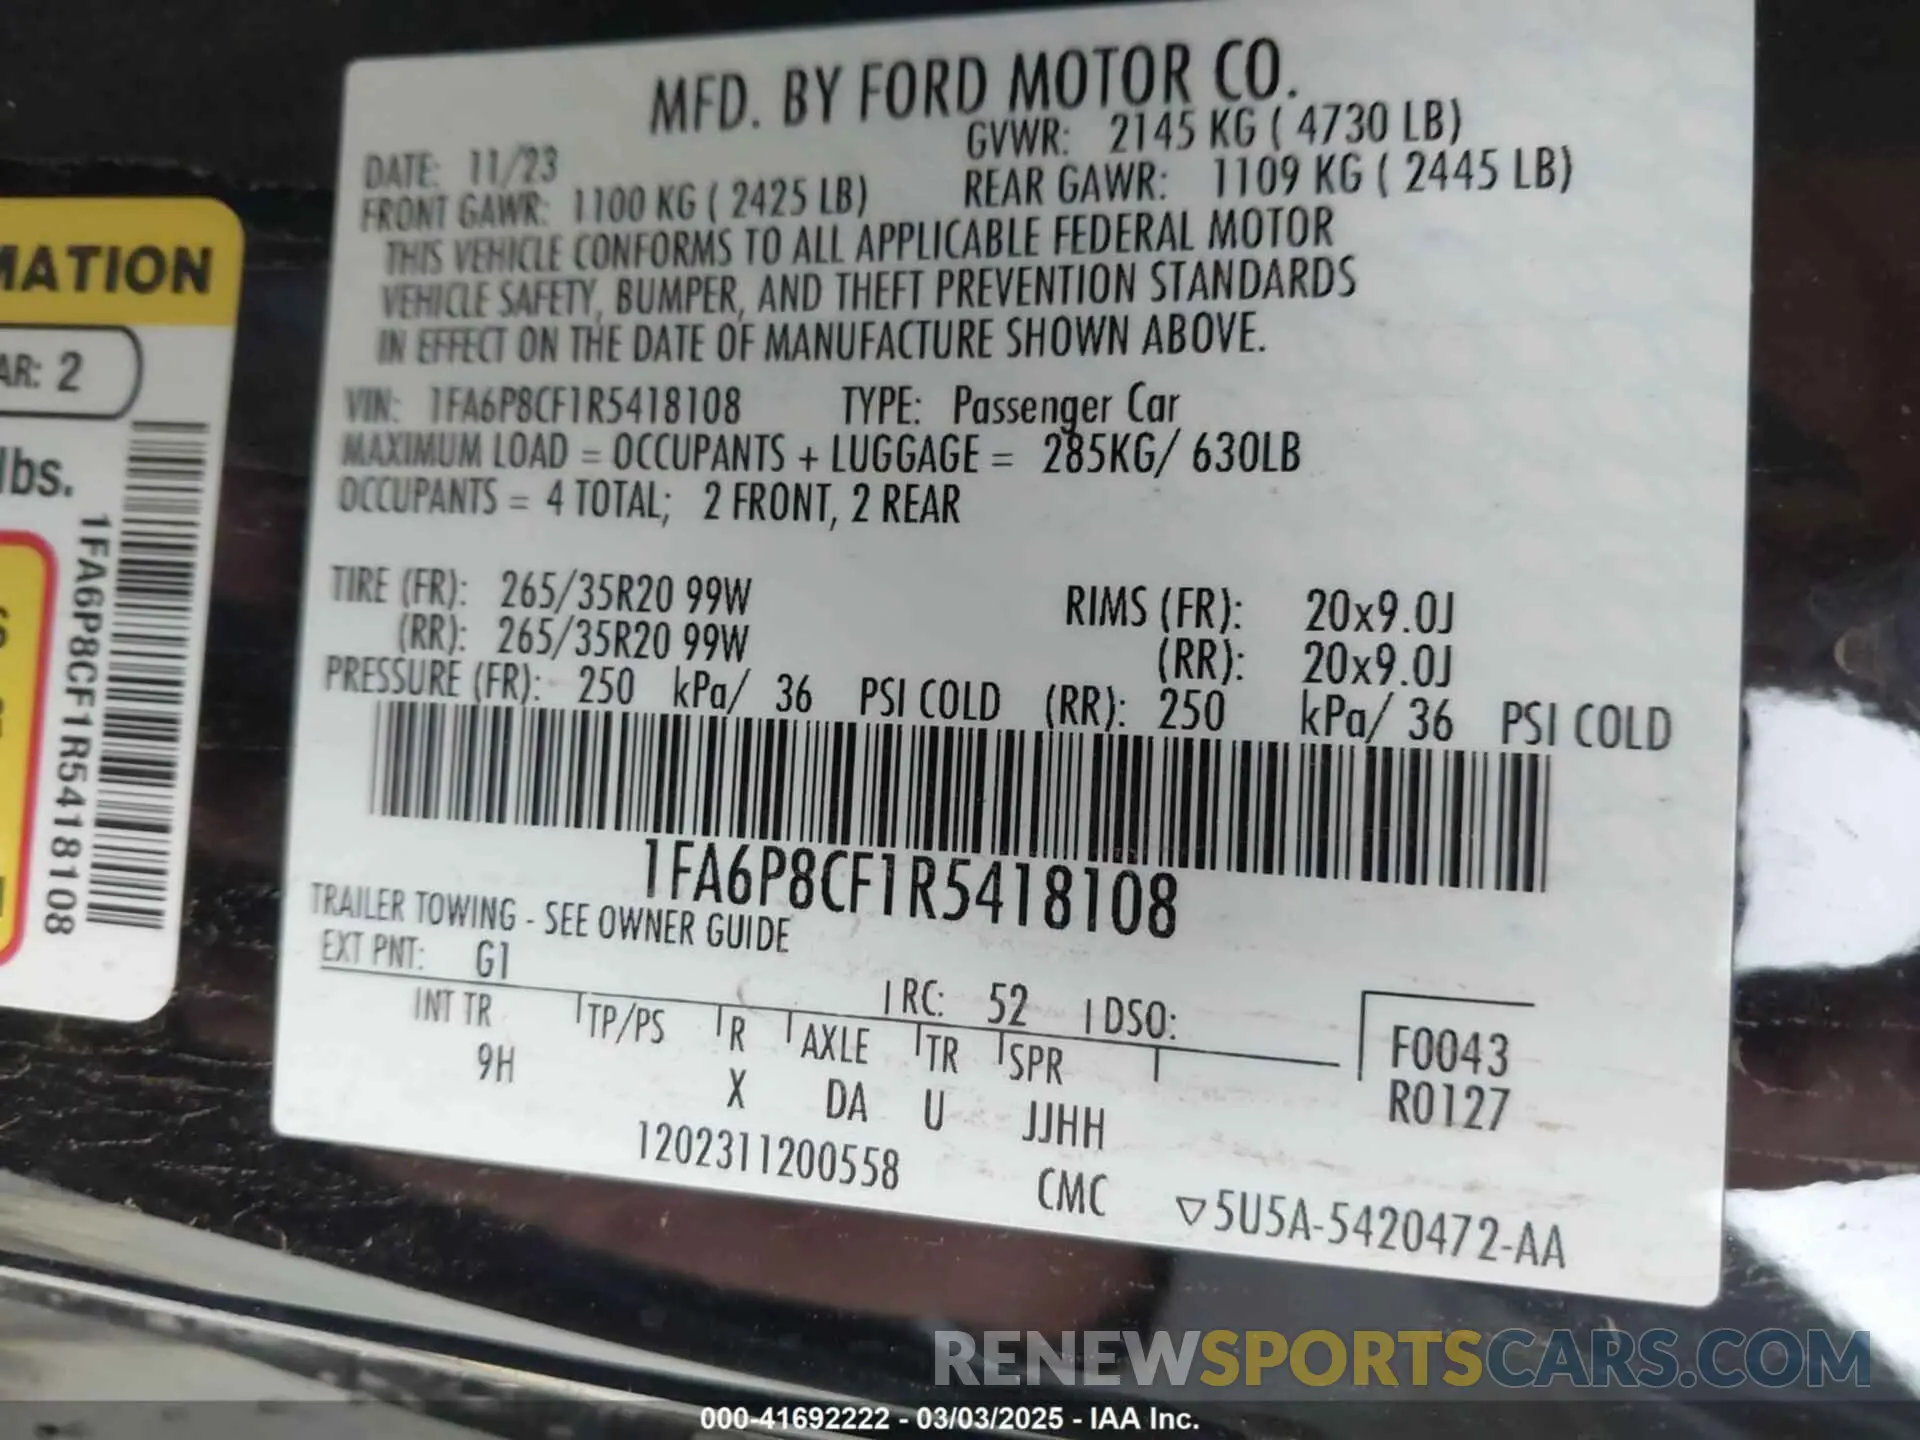 MFD. BY FORD MOTOR CO.
DATE: 11/23
GVWR: 2145 KG ( 4730 LB)
FRONT GAWR: 1100 KG ( 2425 LB)
REAR GAWR: 1109 KG ( 2445 LB)
THIS VEHICLE CONFORMS TO ALL APPLICABLE FEDERAL MOTOR
VEHICLE SAFETY, BUMPER, AND THEFT PREVENTION STANDARDS
IN EFFECT ON THE DATE OF MANUFACTURE SHOWN ABOVE.
VIN: 1FA6P8CF1R5418108 TYPE: Passenger Car
MAXIMUM LOAD = OCCUPANTS + LUGGAGE = 285KG/ 630LB
OCCUPANTS = 4 TOTAL; 2 FRONT, 2 REAR
TIRE (FR): 265/35R20 99W RIMS (FR): 20x9.0J
(RR): 265/35R20 99W (RR): 20x9.0J
PRESSURE (FR): 250 kPa/ 36 PSI COLD (RR): 250 kPa/ 36 PSI COLD
1FA6P8CF1R5418108
TRAILER TOWING - SEE OWNER GUIDE
EXT PNT: G1 RC: 52 DSO:
INT TR TP/PS R AXLE TR SPR
9H X DA U JJHH
F0043
R0127
1202311200558 CMC ▽5U5A-5420472-AA
MATION
AR: 2
lbs.
1FA6P8CF1R5418108
RENEWSPORTSCARS.COM
000-41692222 - 03/03/2025 - IAA Inc.